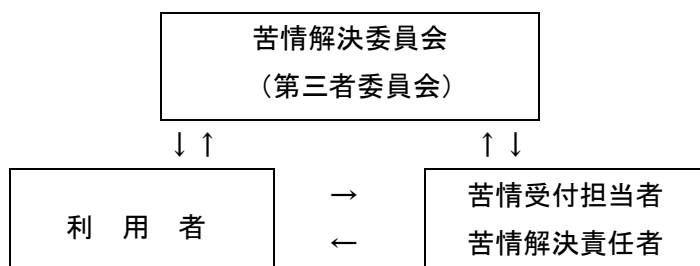 苦情解決委員会
（第三者委員会）
↓↑ ↑↓
利　用　者 → 苦情受付担当者
← 苦情解決責任者